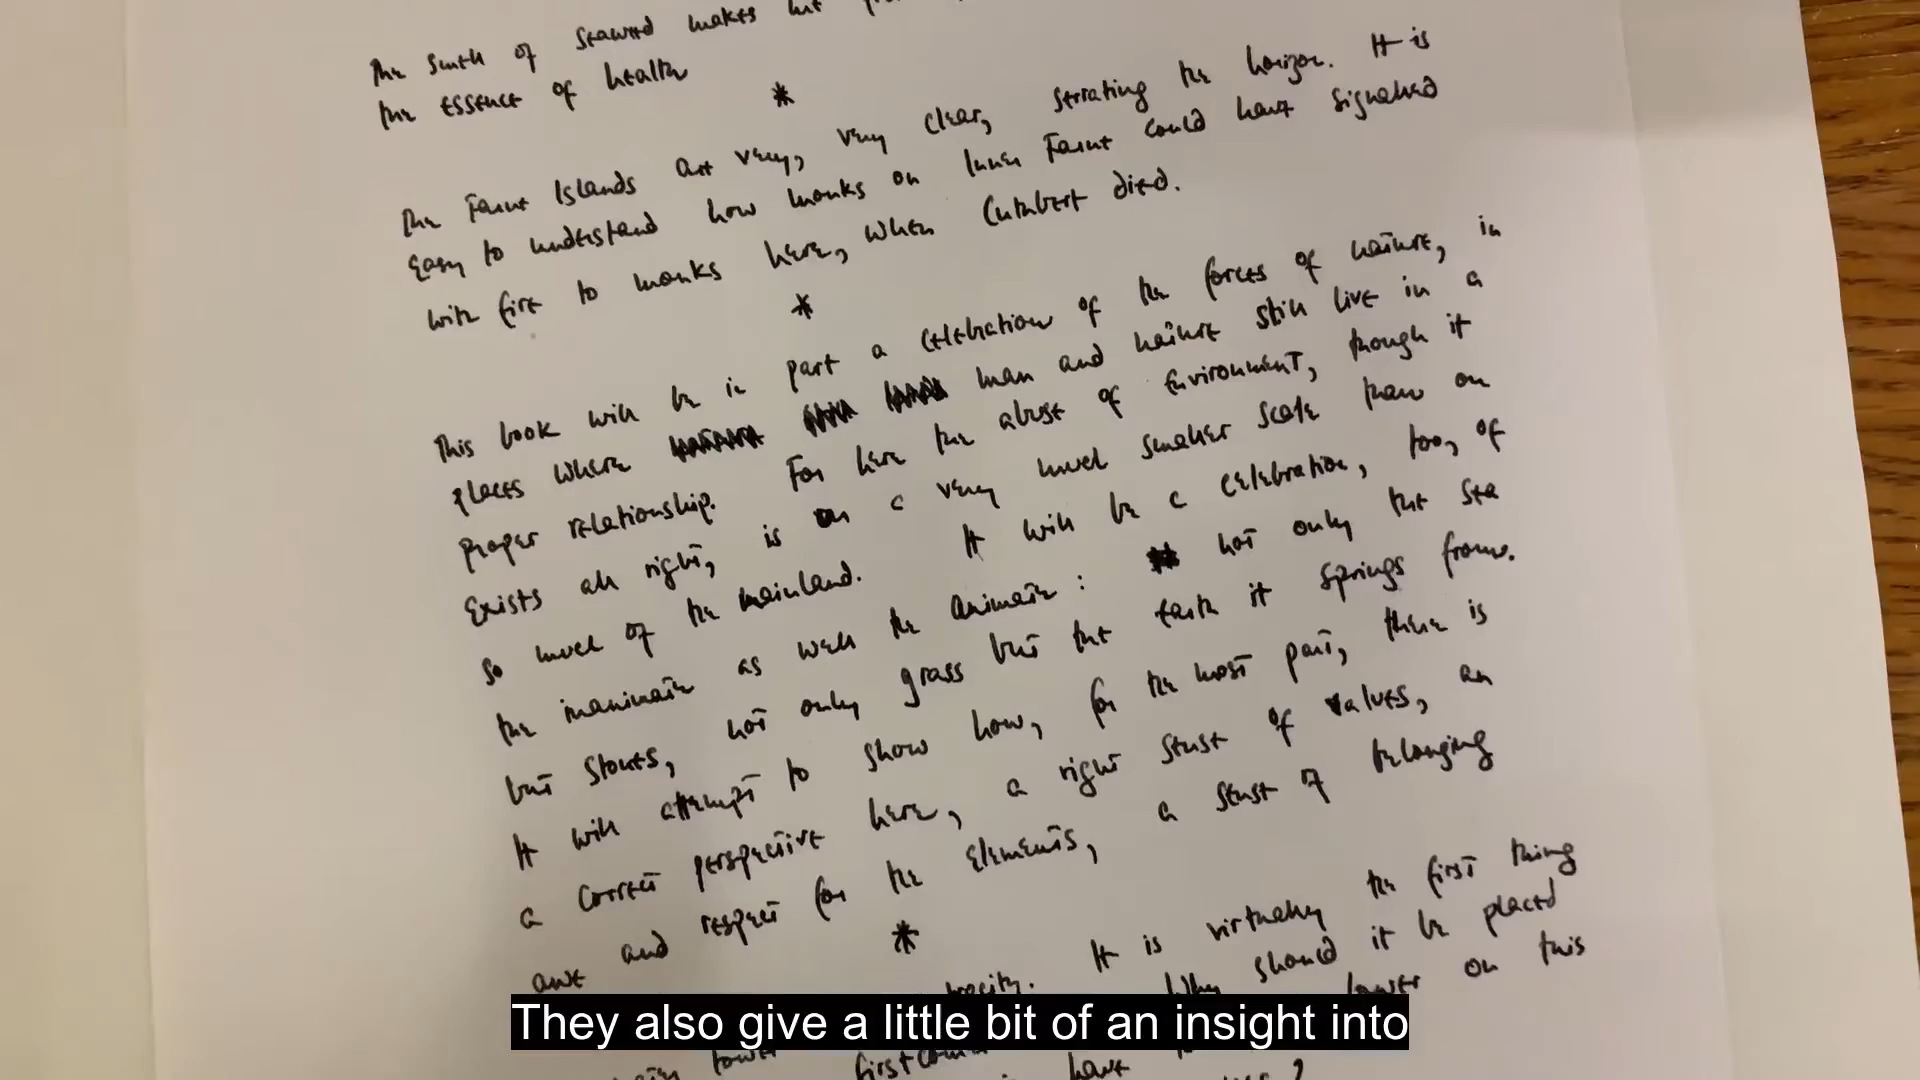 The smell of seaweed makes me
the essence of health
*
The Farne Islands are very, very clear, serrating the horizon. It is
easy to understand how monks on Inner Farne could have signalled
with fire to monks here, when Cuthbert died.
*
This book will be in part a celebration of the forces of nature, in
places where man and nature still live in a
proper relationship. For here the abuse of environment, though it
exists all right, is on a very much smaller scale than on
so much of the mainland. It will be a celebration, too, of
the inanimate as well the animate: not only the sea
but stones, not only grass but the earth it springs from.
It will attempt to show how, for the most part, there is
a correct perspective here, a right sense of values, an
awe and respect for the elements, a sense of belonging
*
It is virtually the first thing
Why should it be placed
lower on this
They also give a little bit of an insight into
tower
have